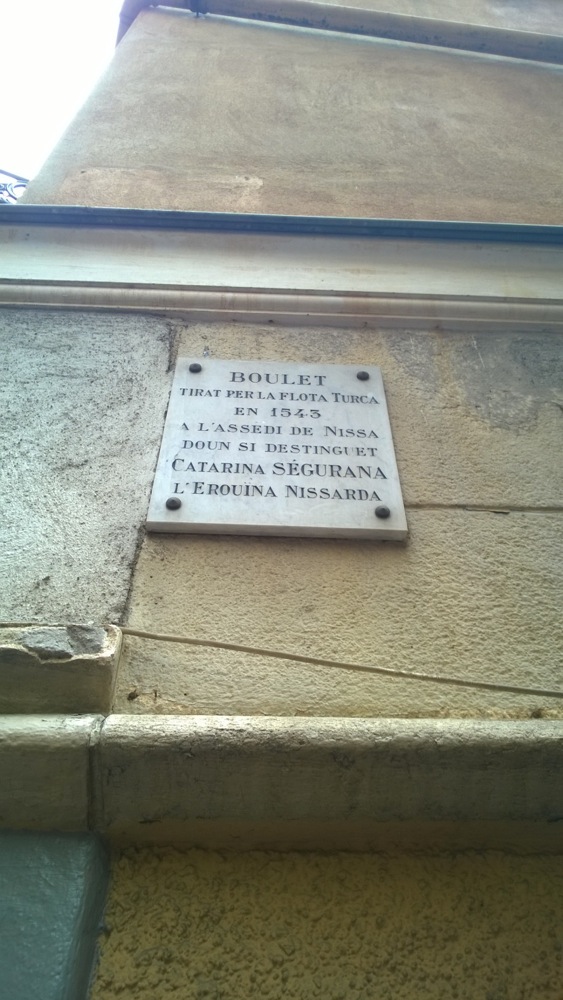 BOULET
TIRAT PER LA FLOTA TURCA
EN 1543
A L'ASSEDI DE NISSA
DOUN SI DESTINGUET
CATARINA SÉGURANA
L'EROUINA NISSARDA